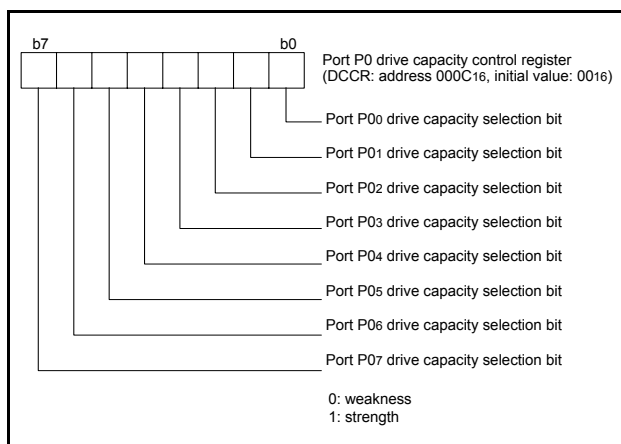 b7 b0
Port P0 drive capacity control register
(DCCR: address 000C16, initial value: 0016)
Port P00 drive capacity selection bit
Port P01 drive capacity selection bit
Port P02 drive capacity selection bit
Port P03 drive capacity selection bit
Port P04 drive capacity selection bit
Port P05 drive capacity selection bit
Port P06 drive capacity selection bit
Port P07 drive capacity selection bit
0: weakness
1: strength